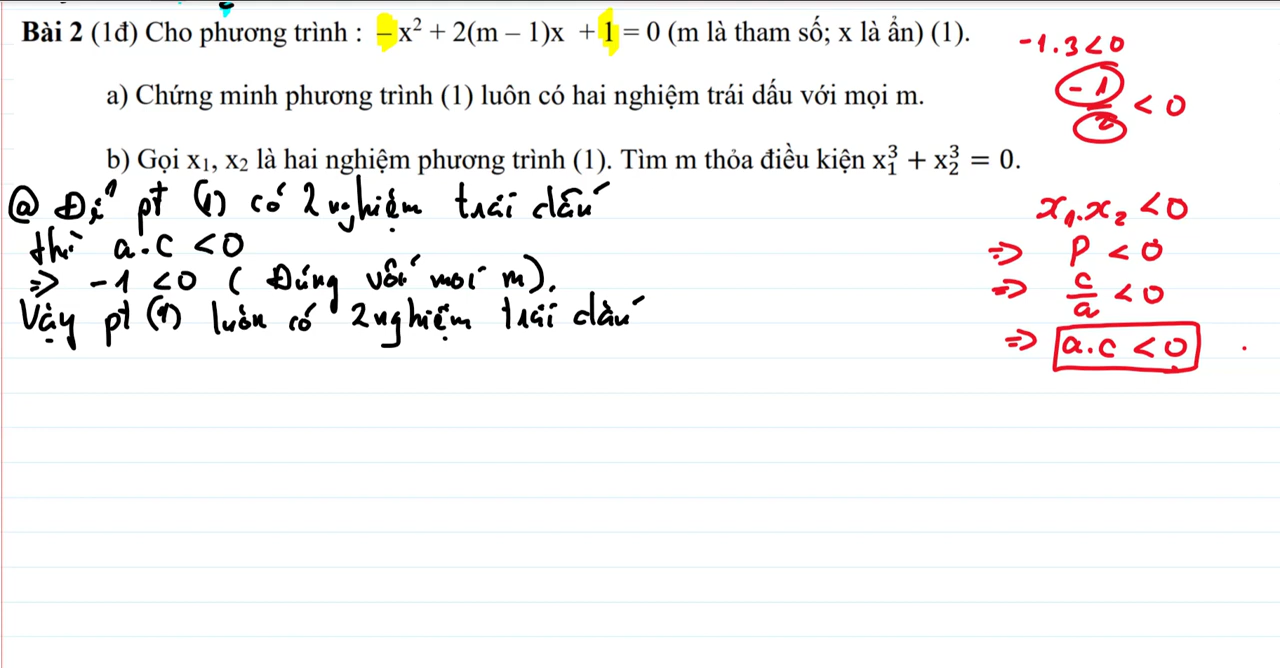 Bài 2 (1đ) Cho phương trình : –x² + 2(m – 1)x + 1 = 0 (m là tham số; x là ẩn) (1).
a) Chứng minh phương trình (1) luôn có hai nghiệm trái dấu với mọi m.
b) Gọi x₁, x₂ là hai nghiệm phương trình (1). Tìm m thỏa điều kiện x₁³ + x₂³ = 0.
-1.3<0
-1/2 < 0
ⓐ Để pt (1) có 2 nghiệm trái dấu
thì a.c < 0
=> -1 < 0 ( Đúng với mọi m).
Vậy pt (1) luôn có 2 nghiệm trái dấu
x₁.x₂ < 0
=> P < 0
=> c/a < 0
=> a.c < 0